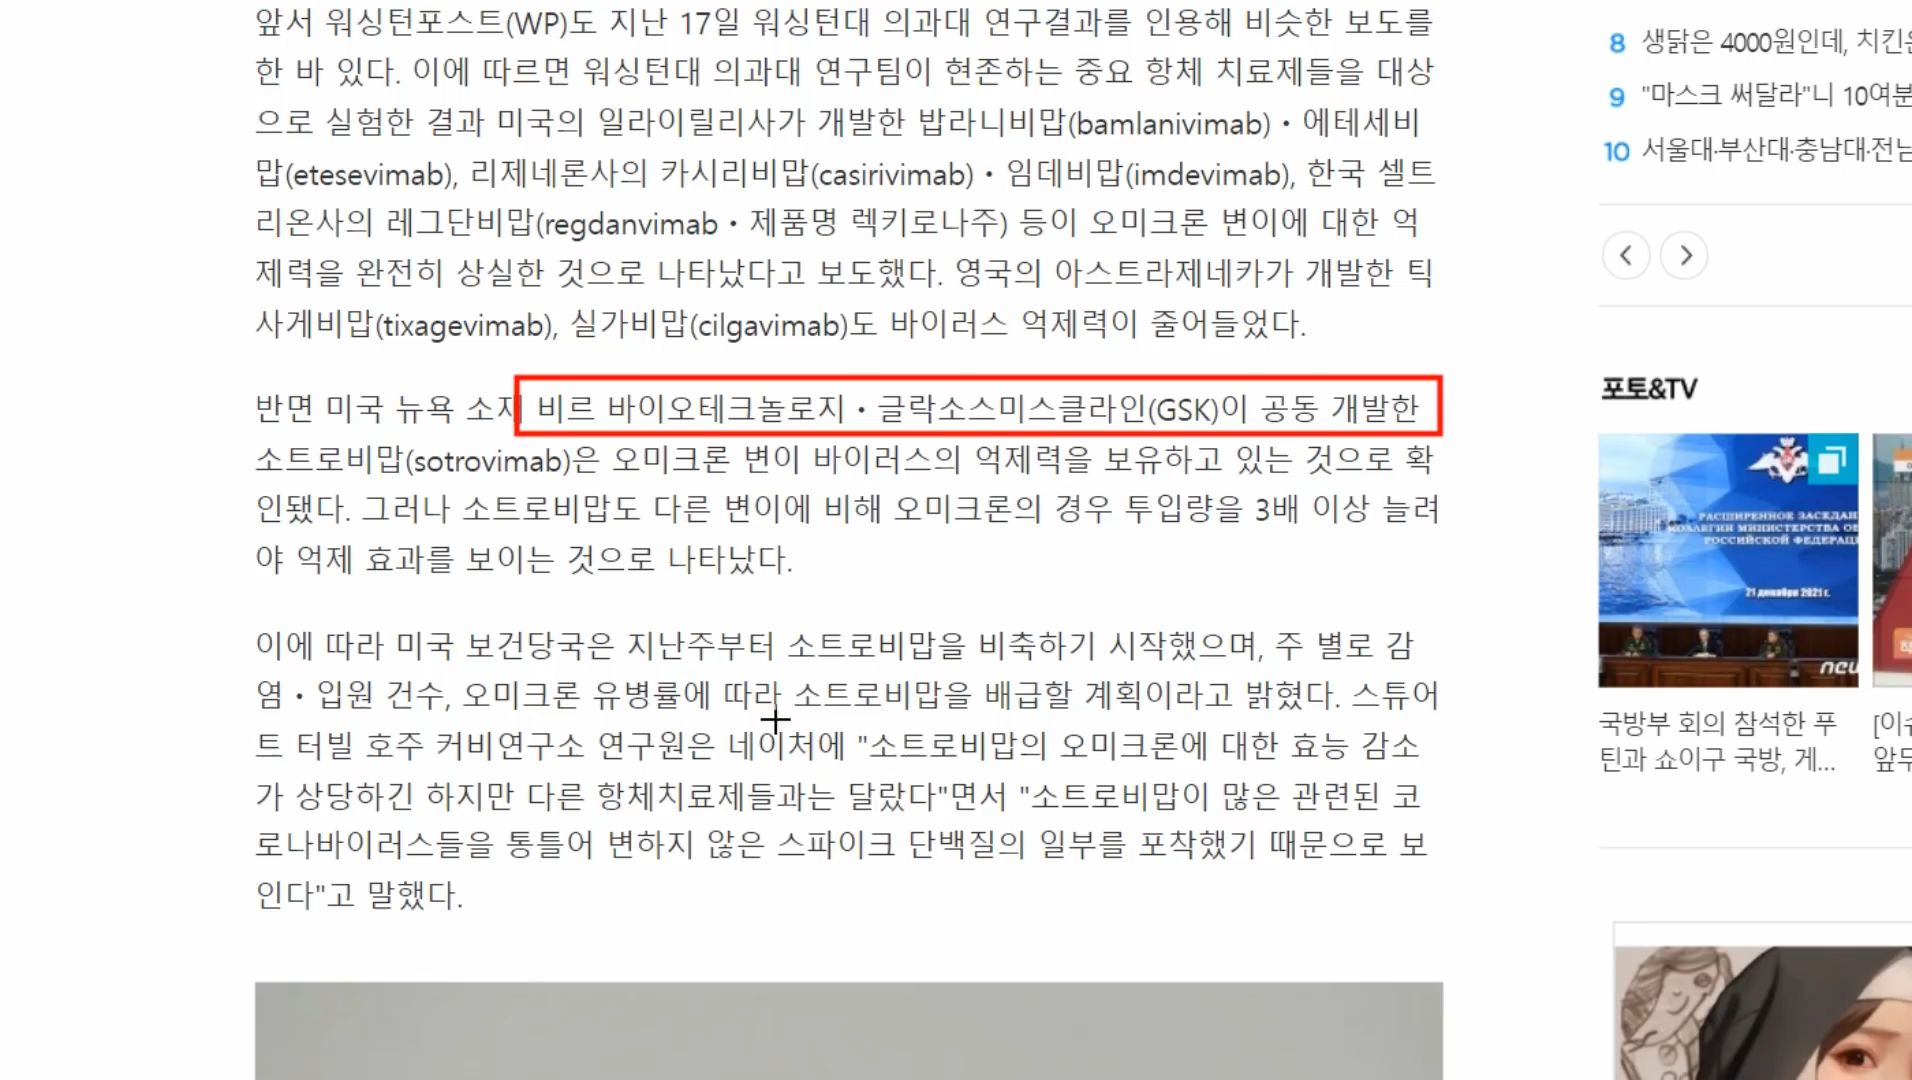 앞서 워싱턴포스트(WP)도 지난 17일 워싱턴대 의과대 연구결과를 인용해 비슷한 보도를
한 바 있다. 이에 따르면 워싱턴대 의과대 연구팀이 현존하는 중요 항체 치료제들을 대상
으로 실험한 결과 미국의 일라이릴리사가 개발한 밥라니비맙(bamlanivimab)・에테세비
맙(etesevimab), 리제네론사의 카시리비맙(casirivimab)・임데비맙(imdevimab), 한국 셀트
리온사의 레그단비맙(regdanvimab・제품명 렉키로나주) 등이 오미크론 변이에 대한 억
제력을 완전히 상실한 것으로 나타났다고 보도했다. 영국의 아스트라제네카가 개발한 틱
사게비맙(tixagevimab), 실가비맙(cilgavimab)도 바이러스 억제력이 줄어들었다.
반면 미국 뉴욕 소재 비르 바이오테크놀로지・글락소스미스클라인(GSK)이 공동 개발한
소트로비맙(sotrovimab)은 오미크론 변이 바이러스의 억제력을 보유하고 있는 것으로 확
인됐다. 그러나 소트로비맙도 다른 변이에 비해 오미크론의 경우 투입량을 3배 이상 늘려
야 억제 효과를 보이는 것으로 나타났다.
이에 따라 미국 보건당국은 지난주부터 소트로비맙을 비축하기 시작했으며, 주 별로 감
염・입원 건수, 오미크론 유병률에 따라 소트로비맙을 배급할 계획이라고 밝혔다. 스튜어
트 터빌 호주 커비연구소 연구원은 네이처에 "소트로비맙의 오미크론에 대한 효능 감소
가 상당하긴 하지만 다른 항체치료제들과는 달랐다"면서 "소트로비맙이 많은 관련된 코
로나바이러스들을 통틀어 변하지 않은 스파이크 단백질의 일부를 포착했기 때문으로 보
인다"고 말했다.
8 생닭은 4000원인데, 치킨은
9 "마스크 써달라"니 10여분
10 서울대·부산대·충남대·전남
포토&TV
РАСШИРЕННОЕ ЗАСЕДАН
КОЛЛЕГИИ МИНИСТЕРСТВА ОБ
РОССИЙСКОЙ ФЕДЕРАЦ
21 декабря 2021 г.
국방부 회의 참석한 푸
틴과 쇼이구 국방, 게...
[이슈
앞두